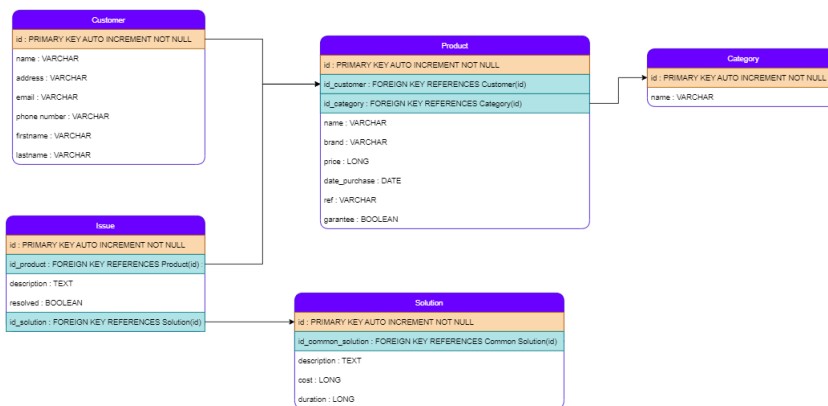 Customer
id : PRIMARY KEY AUTO INCREMENT NOT NULL
name : VARCHAR
address : VARCHAR
email : VARCHAR
phone number : VARCHAR
firstname : VARCHAR
lastname : VARCHAR
Product
id : PRIMARY KEY AUTO INCREMENT NOT NULL
id_customer : FOREIGN KEY REFERENCES Customer(id)
id_category : FOREIGN KEY REFERENCES Category(id)
name : VARCHAR
brand : VARCHAR
price : LONG
date_purchase : DATE
ref : VARCHAR
garantee : BOOLEAN
Category
id : PRIMARY KEY AUTO INCREMENT NOT NULL
name : VARCHAR
Issue
id : PRIMARY KEY AUTO INCREMENT NOT NULL
id_product : FOREIGN KEY REFERENCES Product(id)
description : TEXT
resolved : BOOLEAN
id_solution : FOREIGN KEY REFERENCES Solution(id)
Solution
id : PRIMARY KEY AUTO INCREMENT NOT NULL
id_common_solution : FOREIGN KEY REFERENCES Common Solution(id)
description : TEXT
cost : LONG
duration : LONG